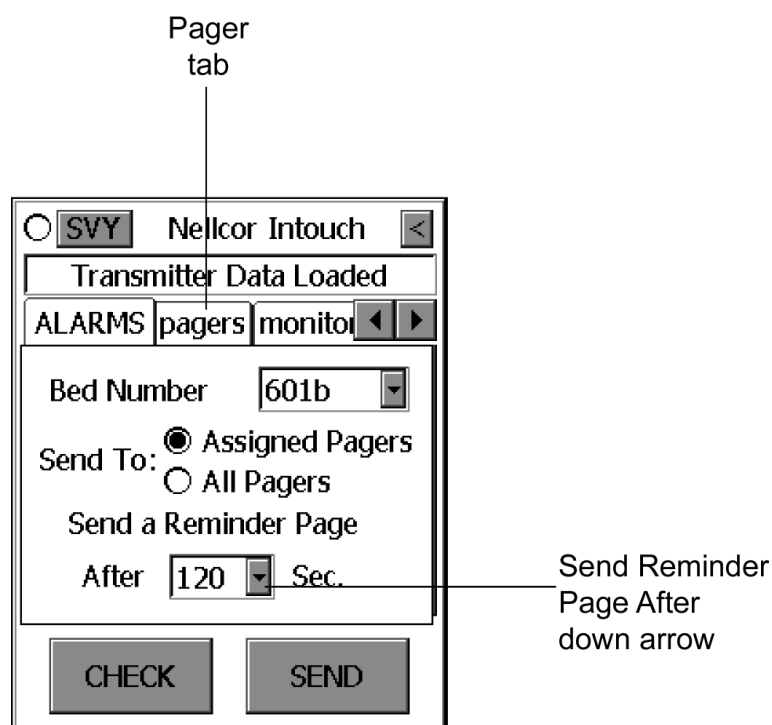 Pager
tab
SVY Nellcor Intouch <
Transmitter Data Loaded
ALARMS pagers monitor
Bed Number 601b
Send To: Assigned Pagers
All Pagers
Send a Reminder Page
After 120 Sec.
Send Reminder
Page After
down arrow
CHECK SEND